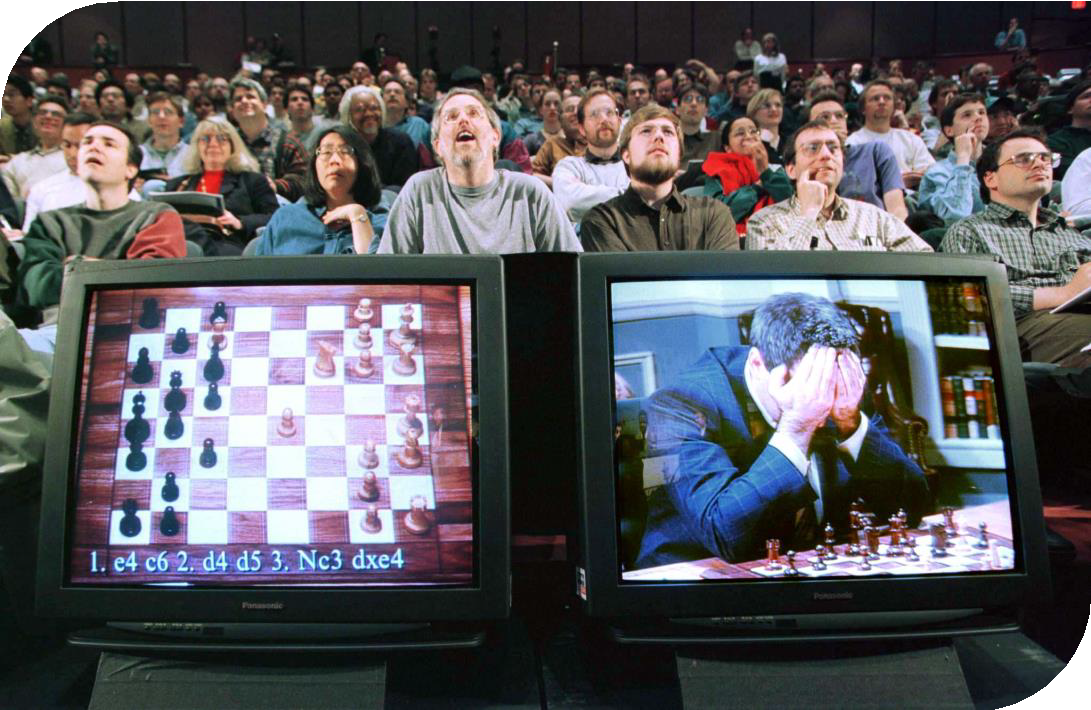 1. e4 c6 2. d4 d5 3. Nc3 dxe4
Panasonic
Panasonic